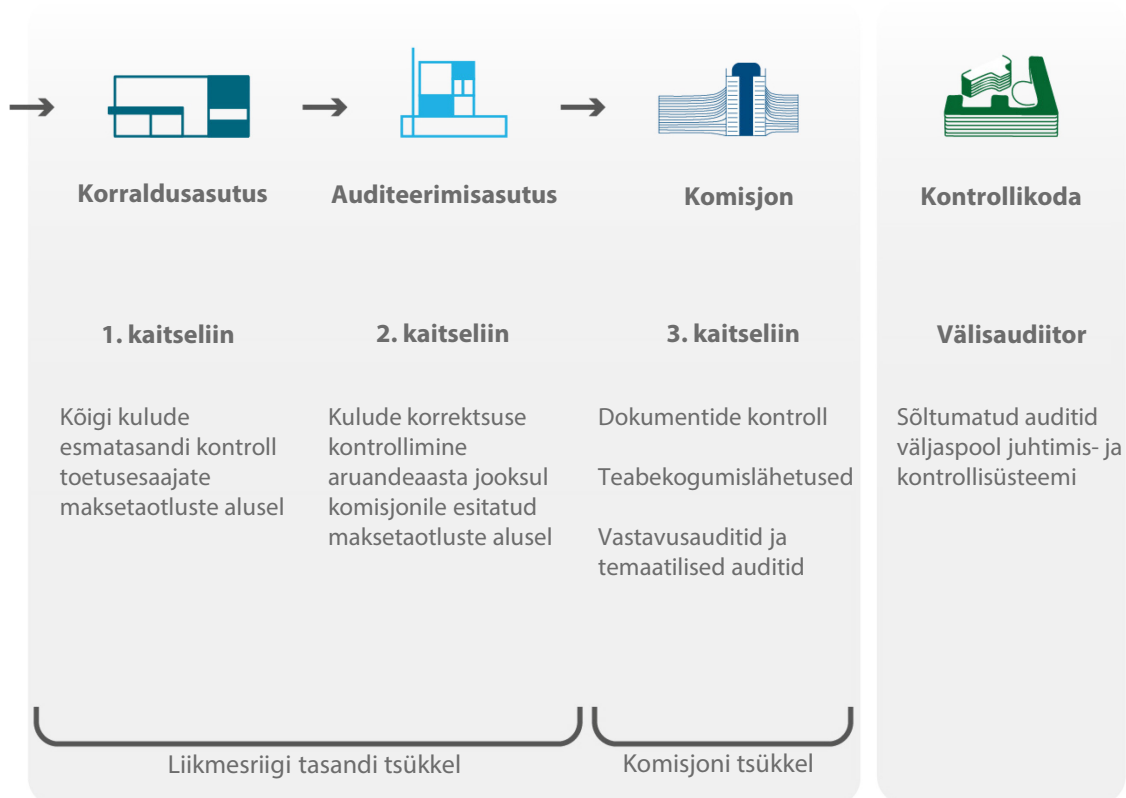 Korraldusasutus
Auditeerimisasutus
Komisjon
Kontrollikoda
1. kaitseliin
2. kaitseliin
3. kaitseliin
Välisaudiitor
Kõigi kulude
esmatasandi kontroll
toetusesaajate
maksetaotluste alusel
Kulude korrektsuse
kontrollimine
aruandeaasta jooksul
komisjonile esitatud
maksetaotluste alusel
Dokumentide kontroll
Teabekogumislähetused
Vastavusauditid ja
temaatilised auditid
Sõltumatud auditid
väljaspool juhtimis- ja
kontrollisüsteemi
Liikmesriigi tasandi tsükkel
Komisjoni tsükkel